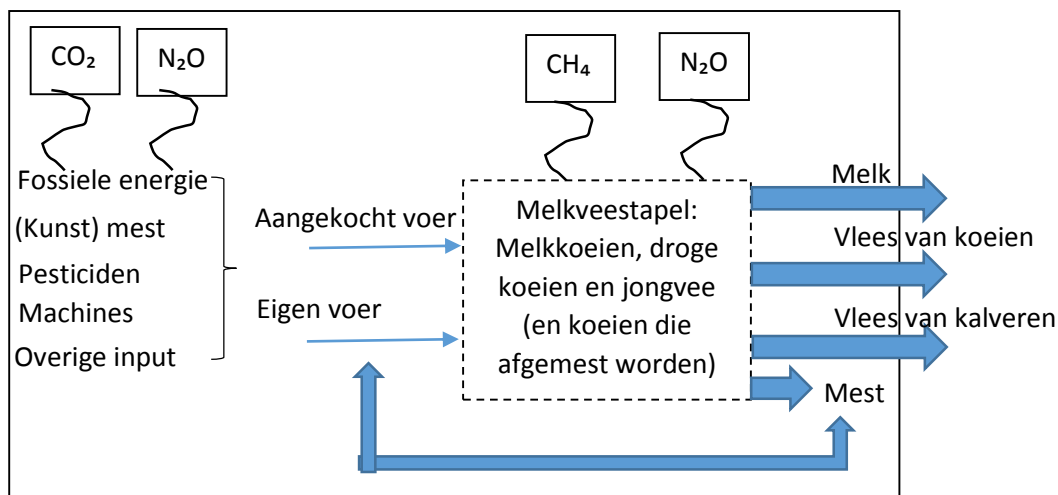 CO₂
N₂O
CH₄
N₂O
Fossiele energie
(Kunst) mest
Pesticiden
Machines
Overige input
Aangekocht voer
Eigen voer
Melkveestapel:
Melkkoeien, droge
koeien en jongvee
(en koeien die
afgemest worden)
Melk
Vlees van koeien
Vlees van kalveren
Mest